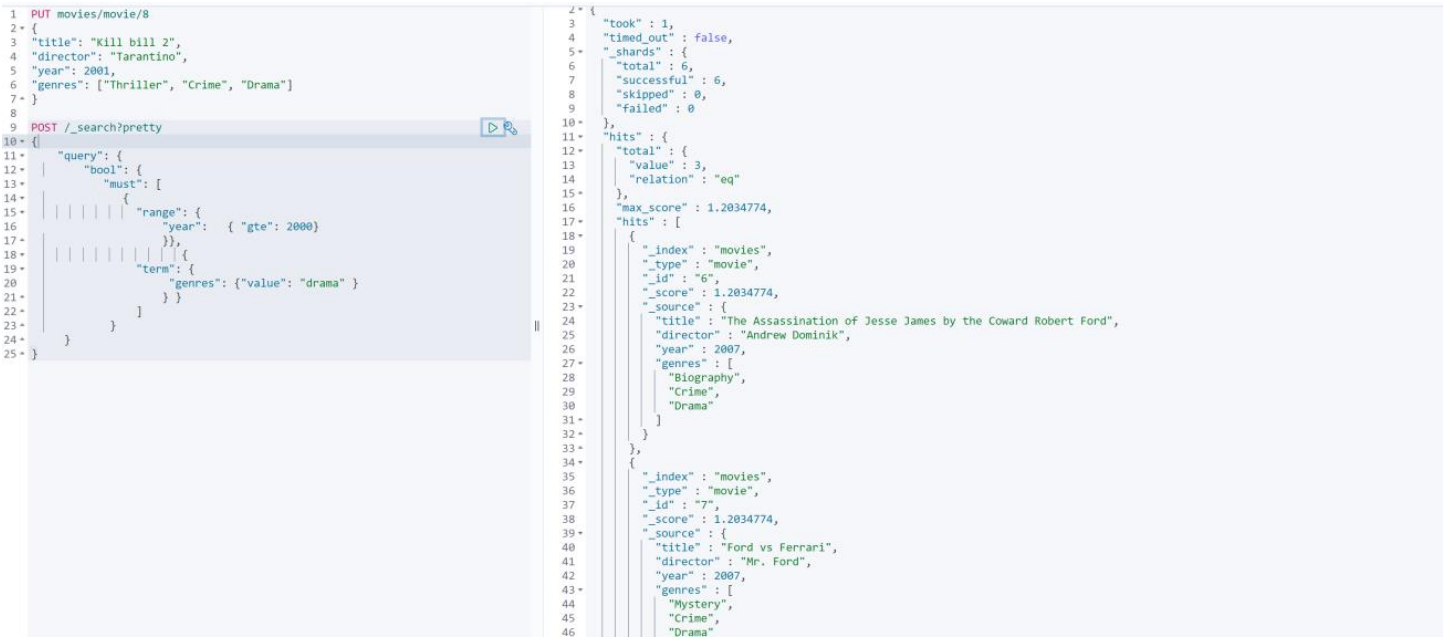 1 PUT movies/movie/8
2 {
3 "title": "Kill bill 2",
4 "director": "Tarantino",
5 "year": 2001,
6 "genres": ["Thriller", "Crime", "Drama"]
7 }
8
9 POST /_search?pretty
10 {
11 "query": {
12 "bool": {
13 "must": [
14 {
15 "range": {
16 "year": { "gte": 2000}
17 }},
18 {
19 "term": {
20 "genres": {"value": "drama" }
21 } }
22 ]
23 }
24 }
25 }
2 {
3 "took" : 1,
4 "timed_out" : false,
5 "_shards" : {
6 "total" : 6,
7 "successful" : 6,
8 "skipped" : 0,
9 "failed" : 0
10 },
11 "hits" : {
12 "total" : {
13 "value" : 3,
14 "relation" : "eq"
15 },
16 "max_score" : 1.2034774,
17 "hits" : [
18 {
19 "_index" : "movies",
20 "_type" : "movie",
21 "_id" : "6",
22 "_score" : 1.2034774,
23 "_source" : {
24 "title" : "The Assassination of Jesse James by the Coward Robert Ford",
25 "director" : "Andrew Dominik",
26 "year" : 2007,
27 "genres" : [
28 "Biography",
29 "Crime",
30 "Drama"
31 ]
32 }
33 },
34 {
35 "_index" : "movies",
36 "_type" : "movie",
37 "_id" : "7",
38 "_score" : 1.2034774,
39 "_source" : {
40 "title" : "Ford vs Ferrari",
41 "director" : "Mr. Ford",
42 "year" : 2007,
43 "genres" : [
44 "Mystery",
45 "Crime",
46 "Drama"